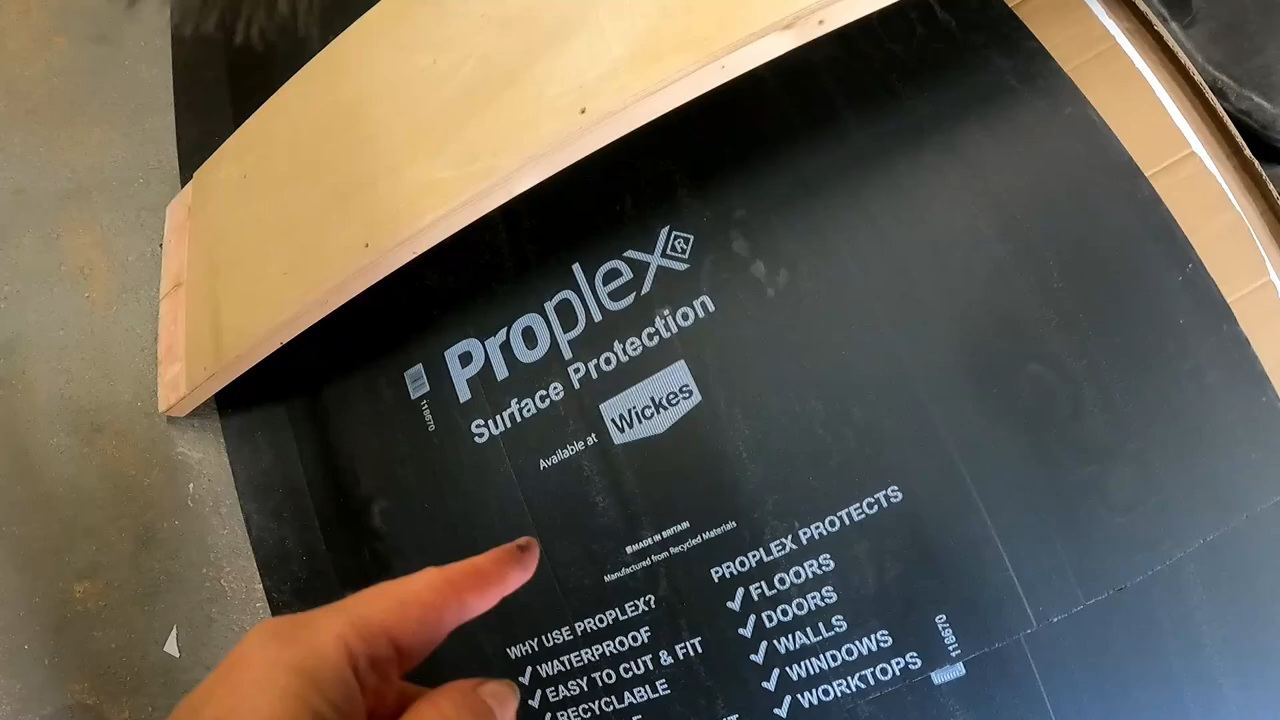 Proplex®
Surface Protection
118670
Available at Wickes
MADE IN BRITAIN
Manufactured from Recycled Materials
WHY USE PROPLEX?
✓ WATERPROOF
✓ EASY TO CUT & FIT
✓ RECYCLABLE
PROPLEX PROTECTS
✓ FLOORS
✓ DOORS
✓ WALLS
✓ WINDOWS
✓ WORKTOPS
118670